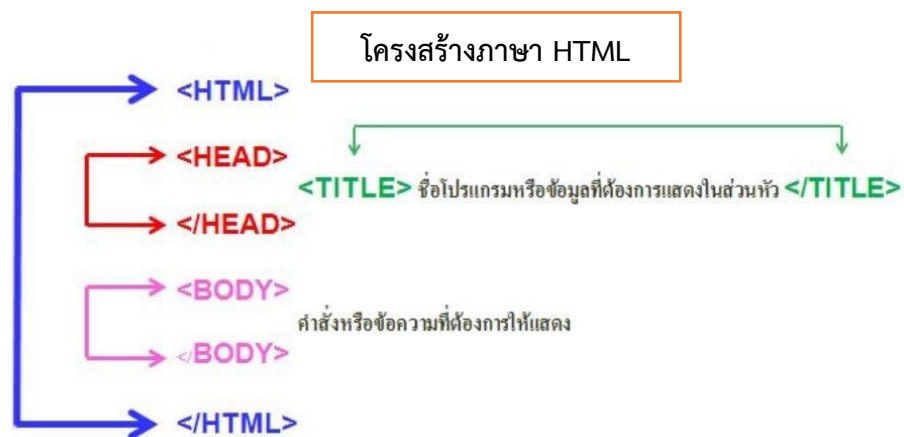 โครงสร้างภาษา HTML
<HTML>
<HEAD>
<TITLE> ชื่อโปรแกรมหรือข้อมูลที่ต้องการแสดงในส่วนหัว </TITLE>
</HEAD>
<BODY>
คำสั่งหรือข้อความที่ต้องการให้แสดง
</BODY>
</HTML>